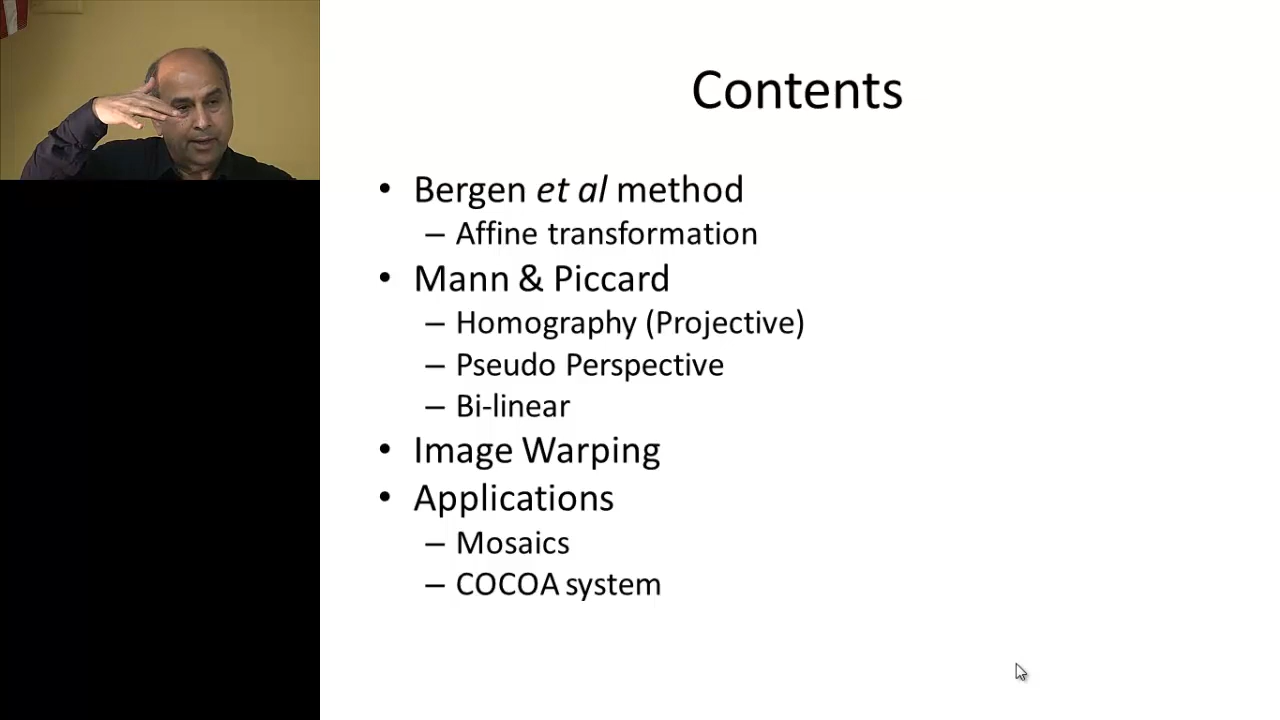 Contents
• Bergen et al method
– Affine transformation
• Mann & Piccard
– Homography (Projective)
– Pseudo Perspective
– Bi-linear
• Image Warping
• Applications
– Mosaics
– COCOA system